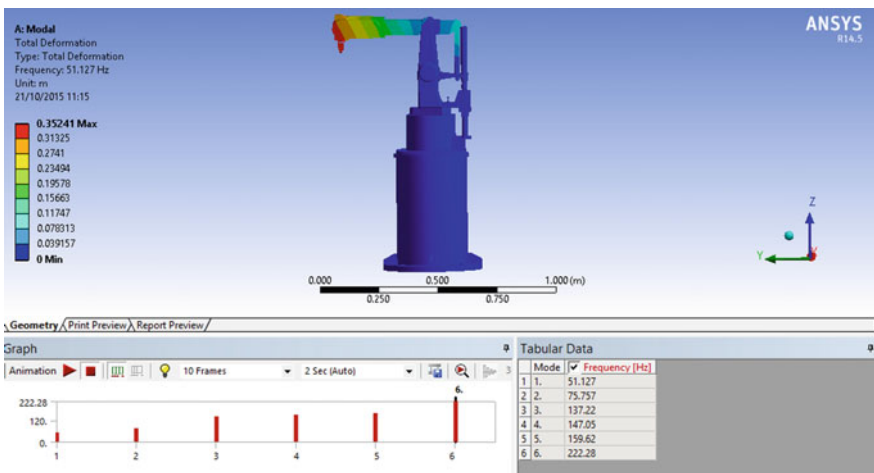 A: Modal
Total Deformation
Type: Total Deformation
Frequency: 51.127 Hz
Unit: m
21/10/2015 11:15
ANSYS
R14.5
0.35241 Max
0.31325
0.2741
0.23494
0.19578
0.15663
0.11747
0.078313
0.039157
0 Min
Z
Y
0.000 0.500 1.000 (m)
0.250 0.750
Geometry Print Preview Report Preview
Graph
Animation 10 Frames 2 Sec (Auto) 3
6.
222.28
120.
0.
1 2 3 4 5 6
Tabular Data
Mode Frequency [Hz]
1 1. 51.127
2 2. 75.757
3 3. 137.22
4 4. 147.05
5 5. 159.62
6 6. 222.28